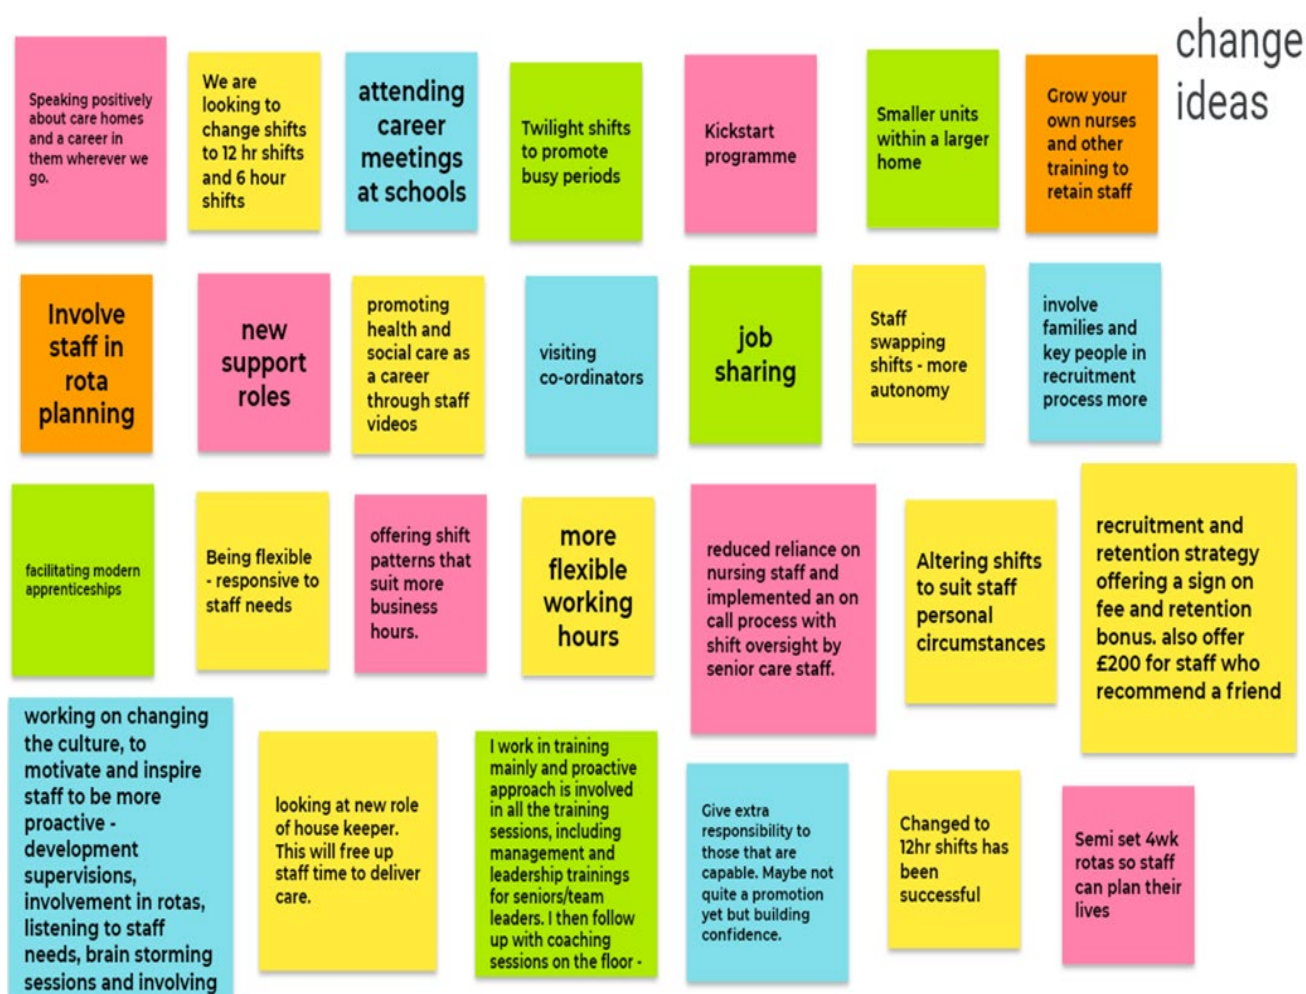 change
ideas
Speaking positively
about care homes
and a career in
them wherever we
go.
We are
looking to
change shifts
to 12 hr shifts
and 6 hour
shifts
attending
career
meetings
at schools
Twilight shifts
to promote
busy periods
Kickstart
programme
Smaller units
within a larger
home
Grow your
own nurses
and other
training to
retain staff
Involve
staff in
rota
planning
new
support
roles
promoting
health and
social care as
a career
through staff
videos
visiting
co-ordinators
job
sharing
Staff
swapping
shifts - more
autonomy
involve
families and
key people in
recruitment
process more
facilitating modern
apprenticeships
Being flexible
- responsive to
staff needs
offering shift
patterns that
suit more
business
hours.
more
flexible
working
hours
reduced reliance on
nursing staff and
implemented an on
call process with
shift oversight by
senior care staff.
Altering shifts
to suit staff
personal
circumstances
recruitment and
retention strategy
offering a sign on
fee and retention
bonus. also offer
£200 for staff who
recommend a friend
working on changing
the culture, to
motivate and inspire
staff to be more
proactive -
development
supervisions,
involvement in rotas,
listening to staff
needs, brain storming
sessions and involving
looking at new role
of house keeper.
This will free up
staff time to deliver
care.
I work in training
mainly and proactive
approach is involved
in all the training
sessions, including
management and
leadership trainings
for seniors/team
leaders. I then follow
up with coaching
sessions on the floor -
Give extra
responsibility to
those that are
capable. Maybe not
quite a promotion
yet but building
confidence.
Changed to
12hr shifts has
been
successful
Semi set 4wk
rotas so staff
can plan their
lives